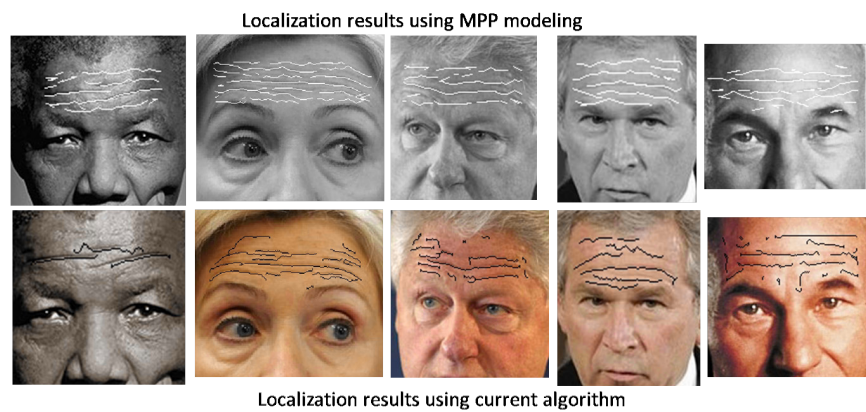 Localization results using MPP modeling
Localization results using current algorithm